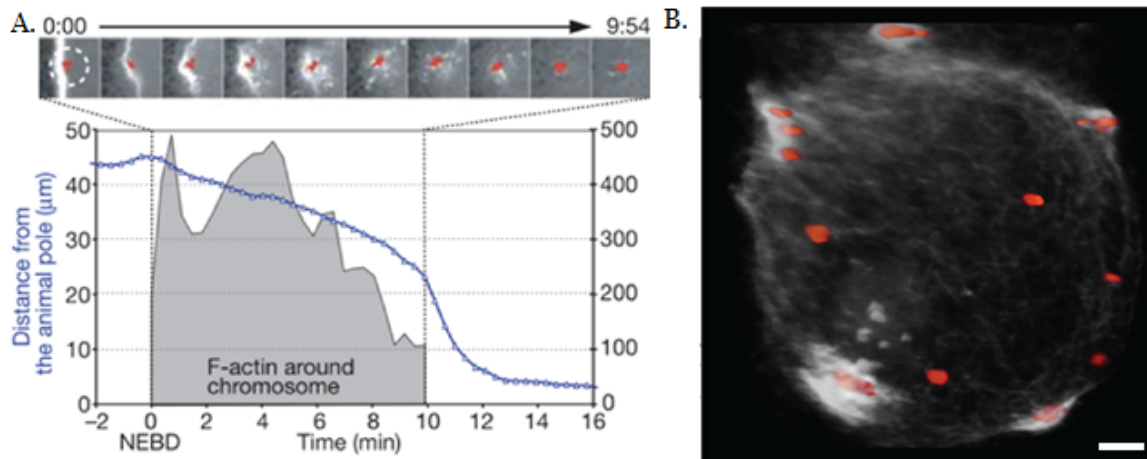 A.
0:00
9:54
B.
50
500
40
400
30
300
20
200
10
100
0
0
Distance from
the animal pole (µm)
F-actin around
chromosome
−2 0 2 4 6 8 10 12 14 16
NEBD
Time (min)